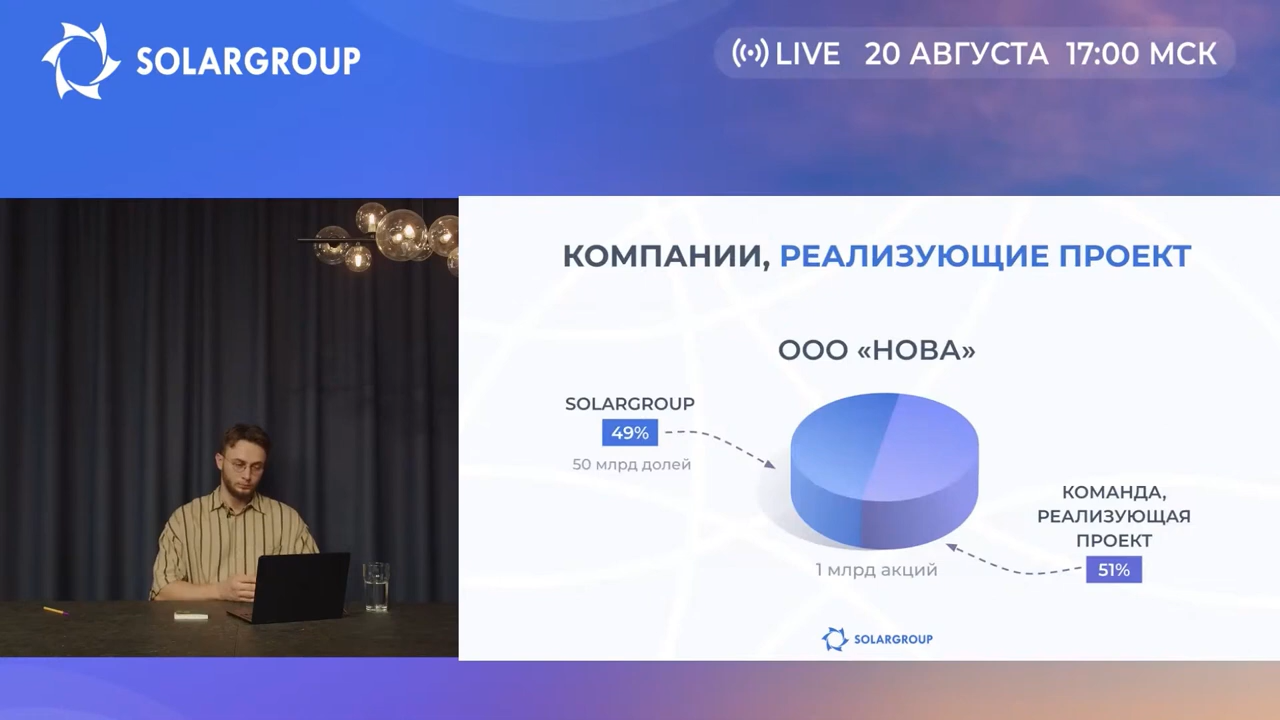 SOLARGROUP
LIVE 20 АВГУСТА 17:00 МСК
КОМПАНИИ, РЕАЛИЗУЮЩИЕ ПРОЕКТ
ООО «НОВА»
SOLARGROUP
49%
50 млрд долей
КОМАНДА,
РЕАЛИЗУЮЩАЯ
ПРОЕКТ
51%
1 млрд акций
SOLARGROUP